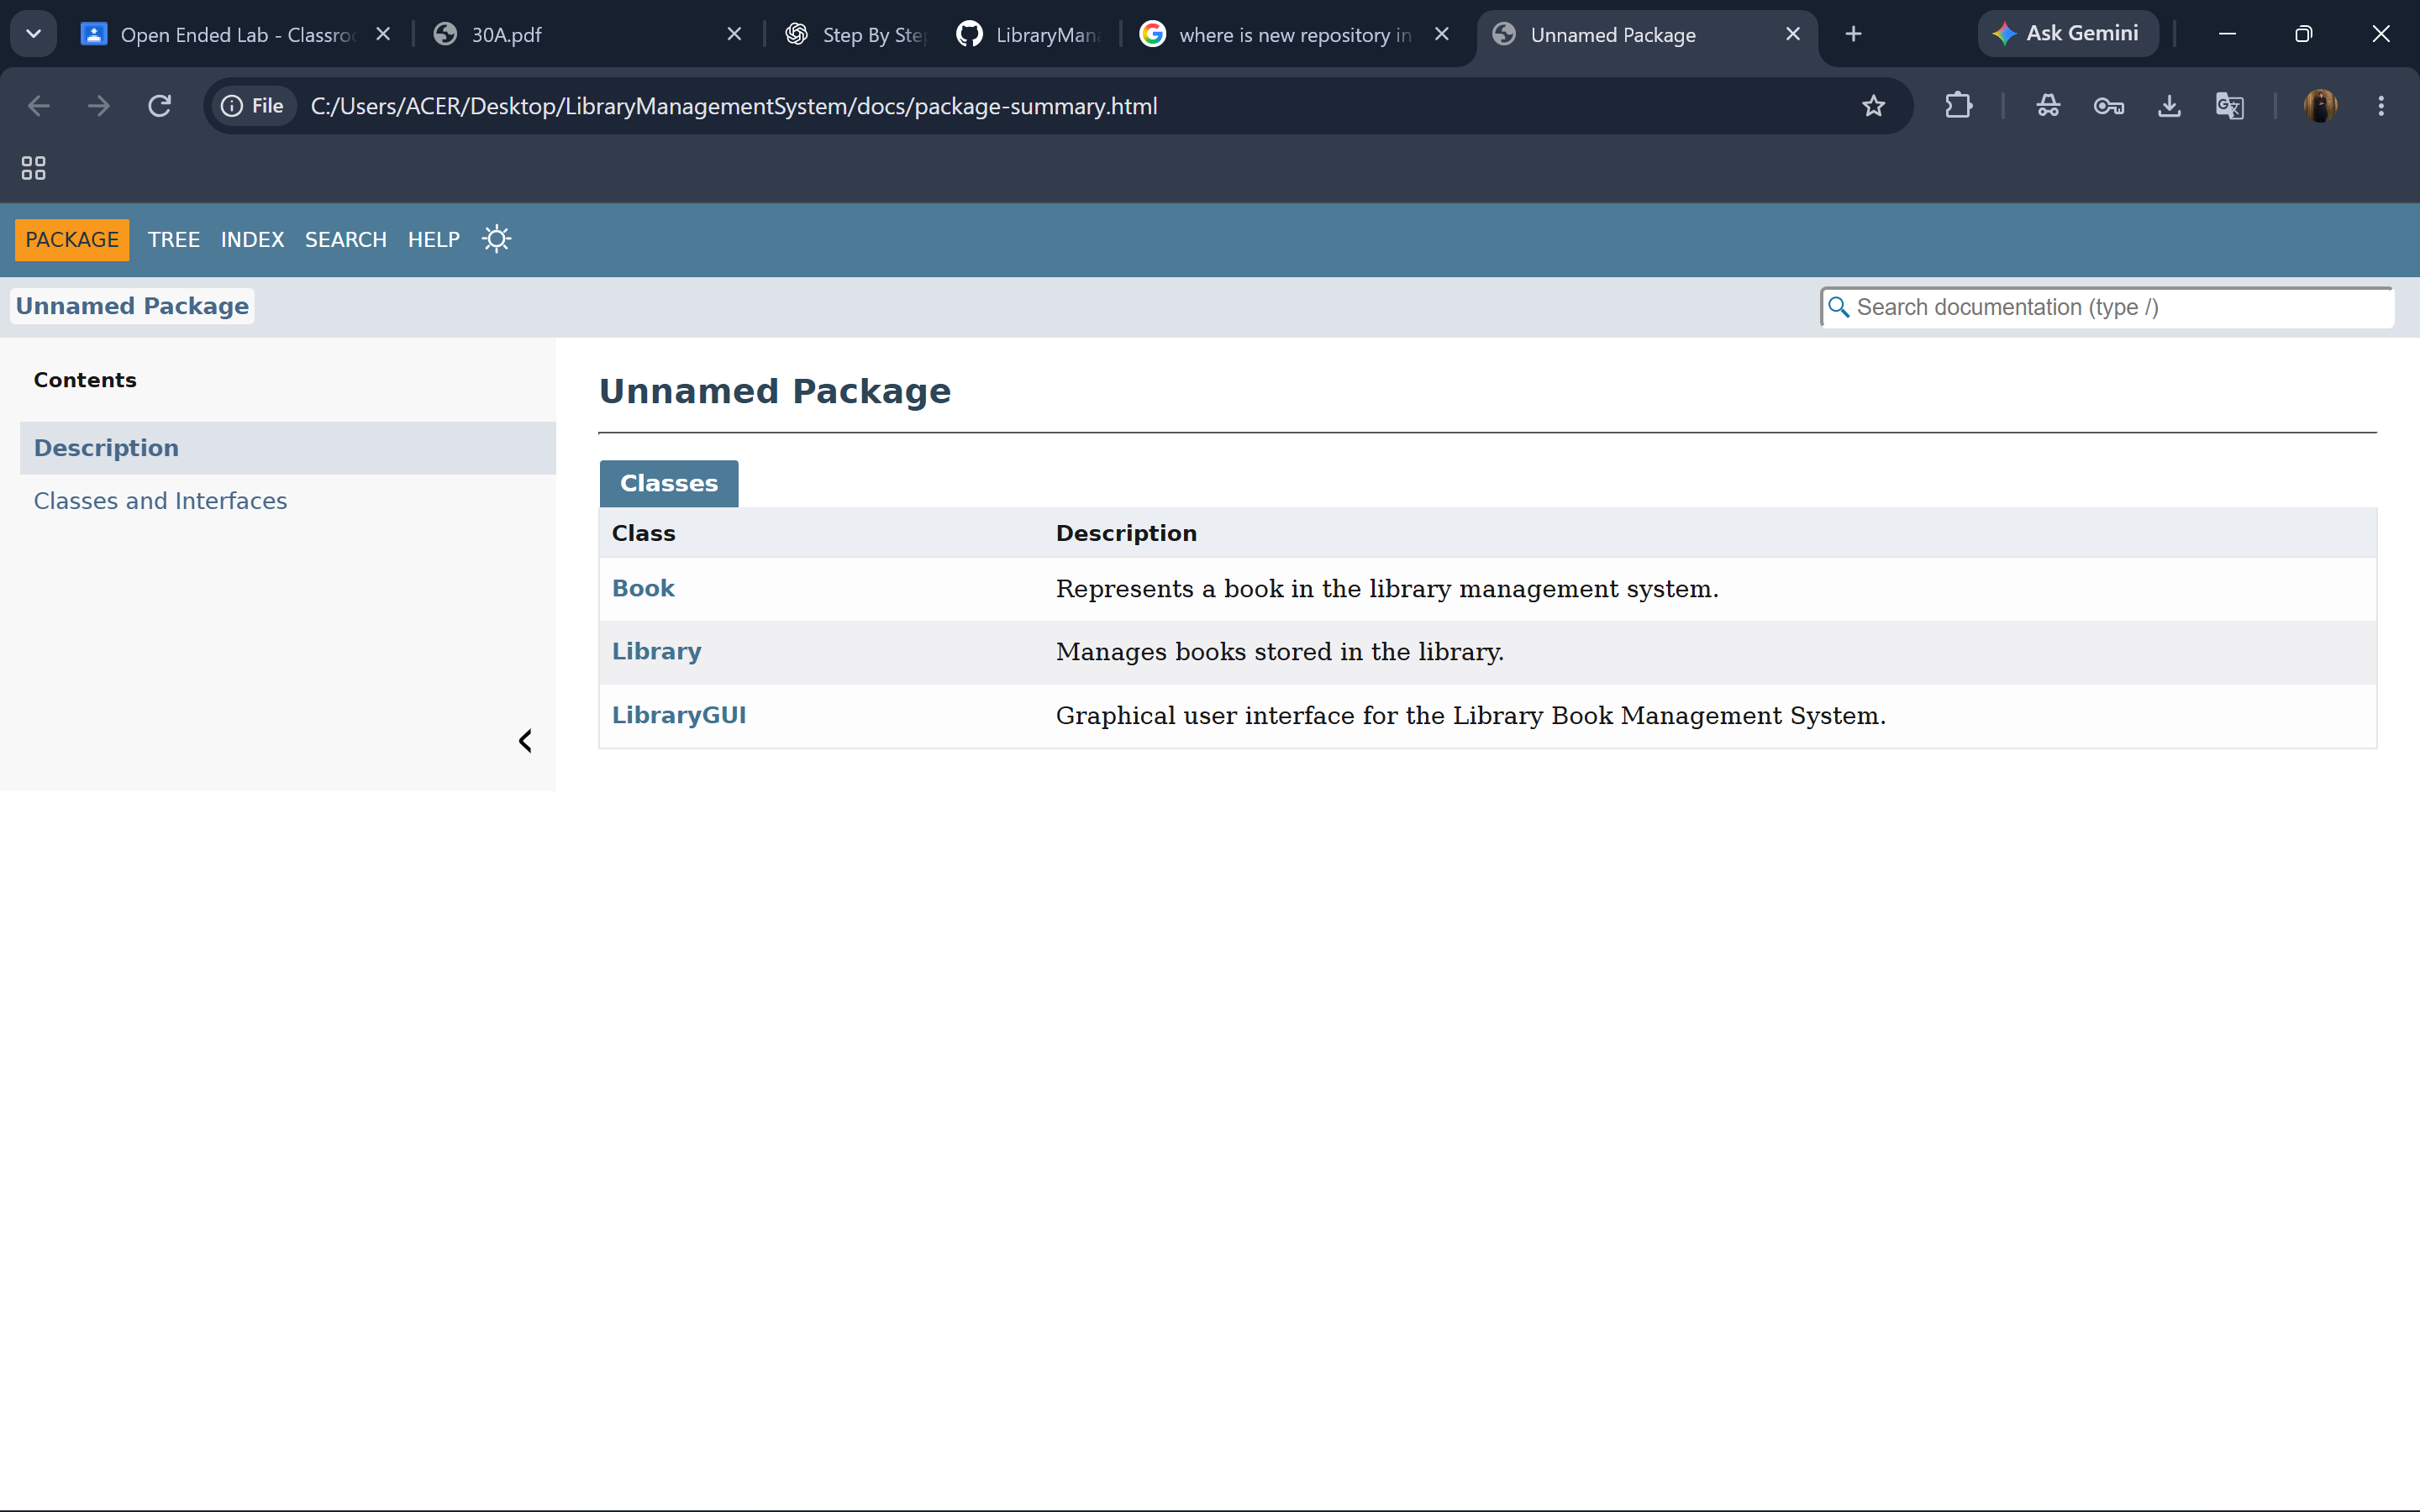 Open Ended Lab - Classro
30A.pdf
Step By Ste
LibraryMan
where is new repository in
Unnamed Package
Ask Gemini
File
C:/Users/ACER/Desktop/LibraryManagementSystem/docs/package-summary.html
PACKAGE TREE INDEX SEARCH HELP
Unnamed Package
Search documentation (type /)
Contents
Description
Classes and Interfaces
Unnamed Package
Classes
Class Description
Book Represents a book in the library management system.
Library Manages books stored in the library.
LibraryGUI Graphical user interface for the Library Book Management System.